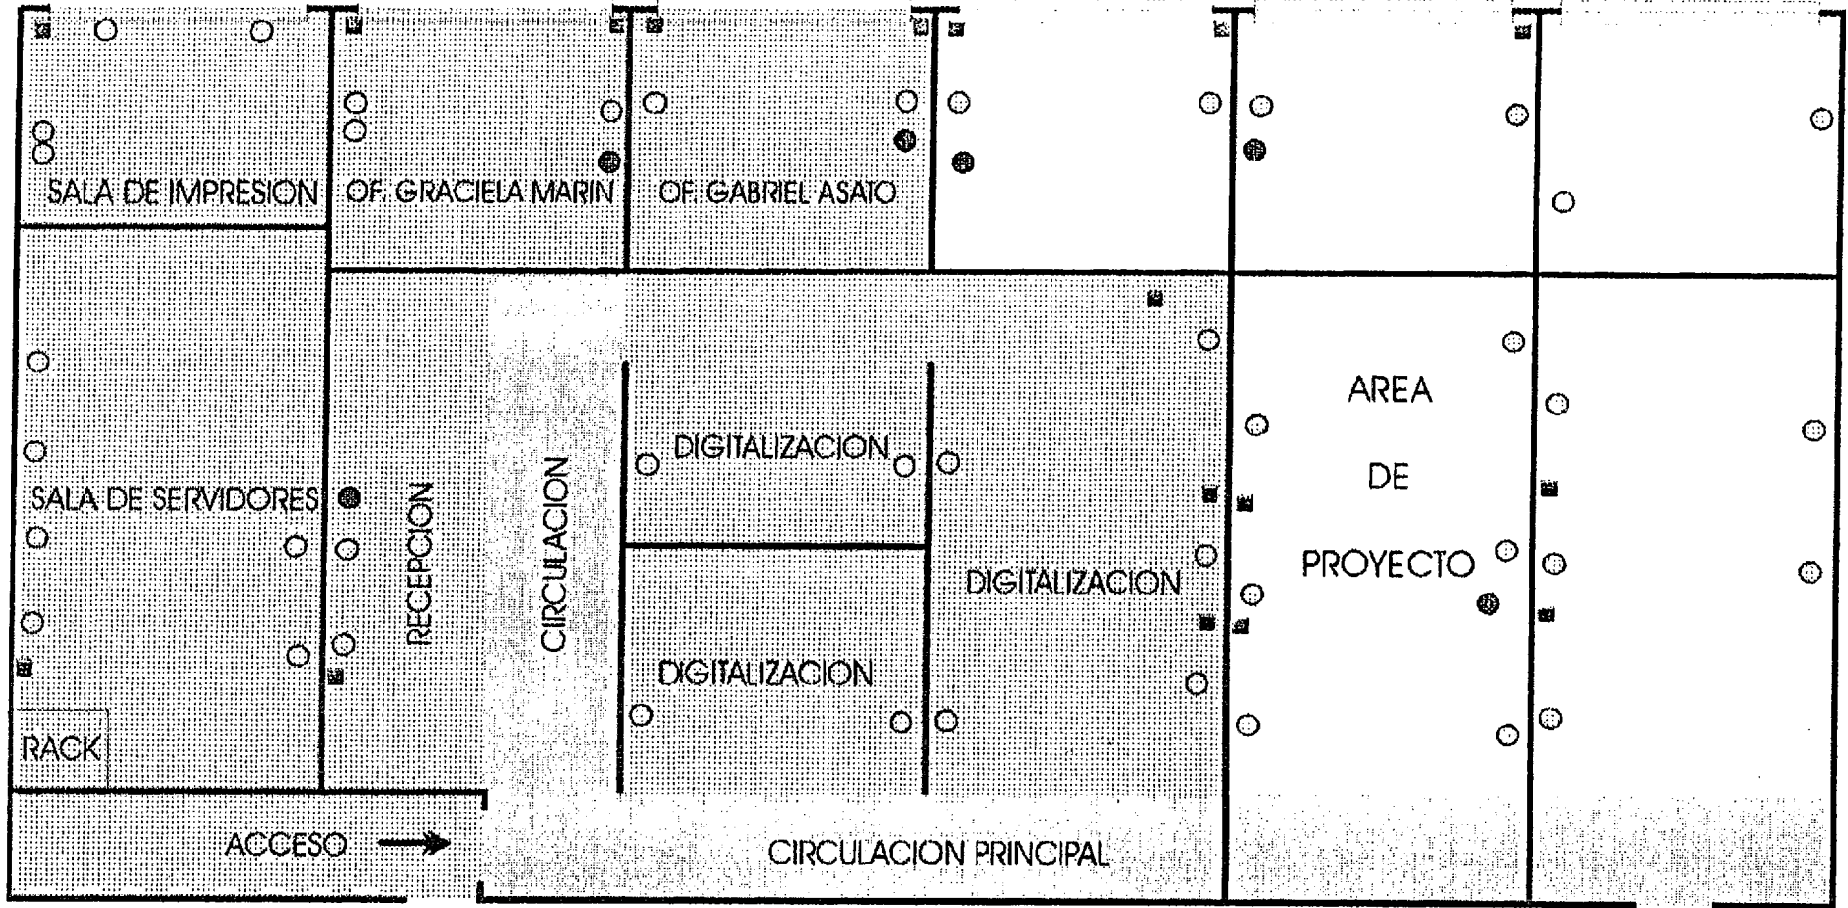 SALA DE IMPRESION
OF. GRACIELA MARIN
OF. GABRIEL ASATO
SALA DE SERVIDORES
RACK
RECEPCION
CIRCULACION
DIGITALIZACION
DIGITALIZACION
DIGITALIZACION
AREA
DE
PROYECTO
ACCESO
CIRCULACION PRINCIPAL